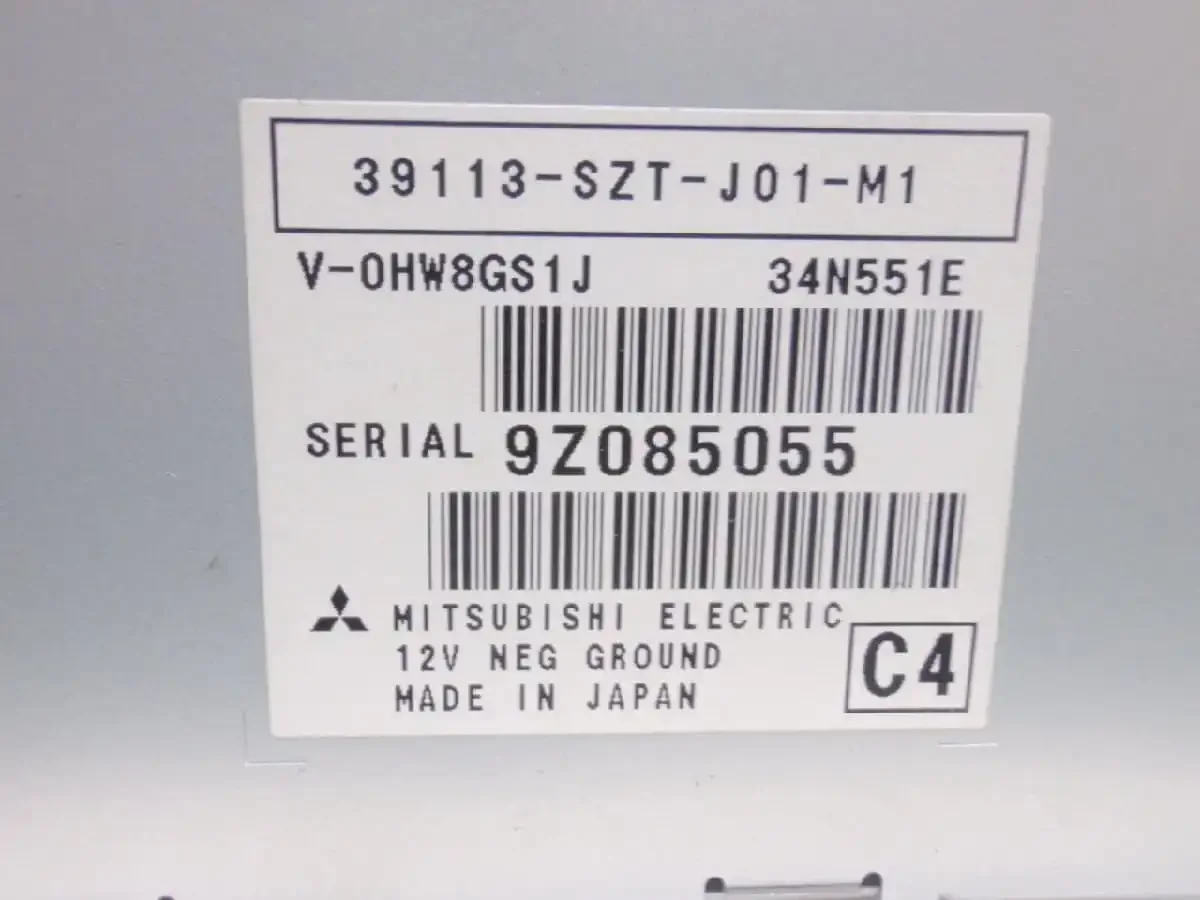 39113-SZT-J01-M1
V-0HW8GS1J 34N551E
SERIAL 9Z085055
MITSUBISHI ELECTRIC
12V NEG GROUND
MADE IN JAPAN
C4